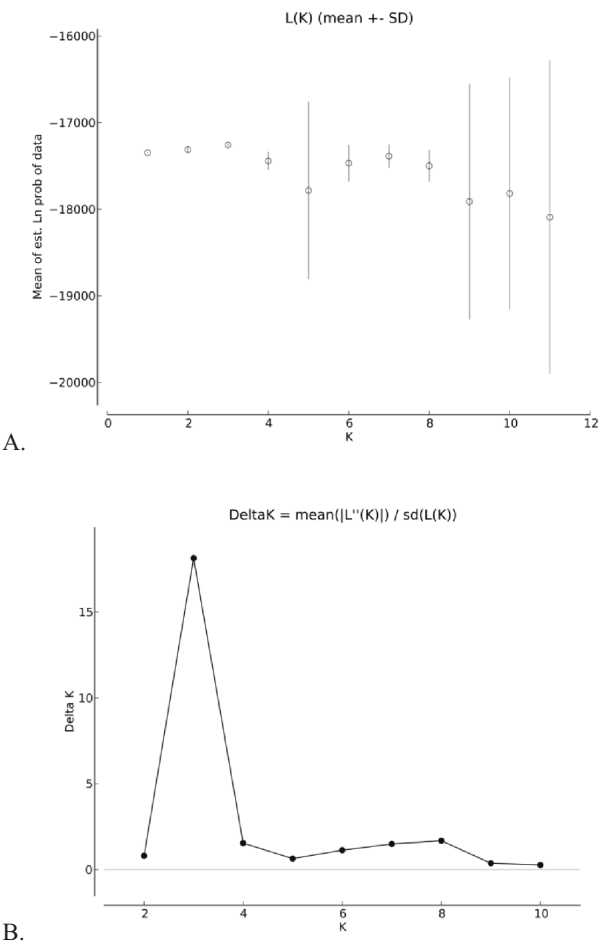 L(K) (mean +- SD)
Mean of est. Ln prob of data
−16000
−17000
−18000
−19000
−20000
0 2 4 6 8 10 12
K
A.
DeltaK = mean(|L''(K)|) / sd(L(K))
Delta K
15
10
5
0
2 4 6 8 10
K
B.